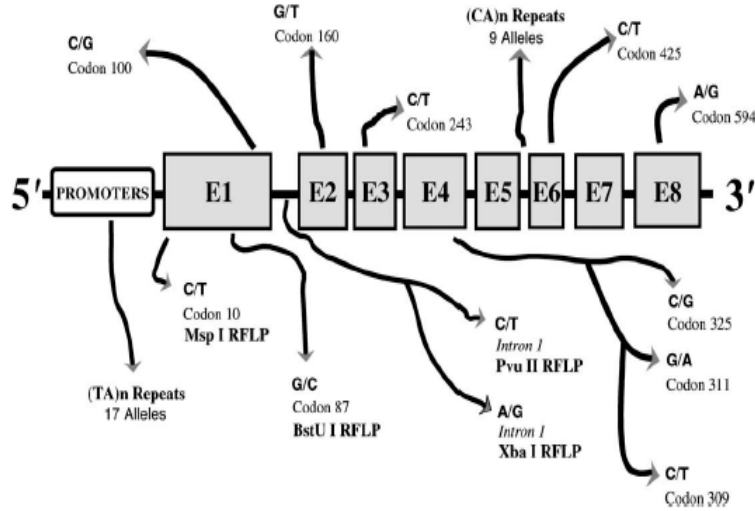 G/T
Codon 160
(CA)n Repeats
9 Alleles
C/T
Codon 425
C/G
Codon 100
C/T
Codon 243
A/G
Codon 594
5' PROMOTERS E1 E2 E3 E4 E5 E6 E7 E8 3'
C/T
Codon 10
Msp I RFLP
(TA)n Repeats
17 Alleles
G/C
Codon 87
BstU I RFLP
C/T
Intron 1
Pvu II RFLP
A/G
Intron 1
Xba I RFLP
C/G
Codon 325
G/A
Codon 311
C/T
Codon 309